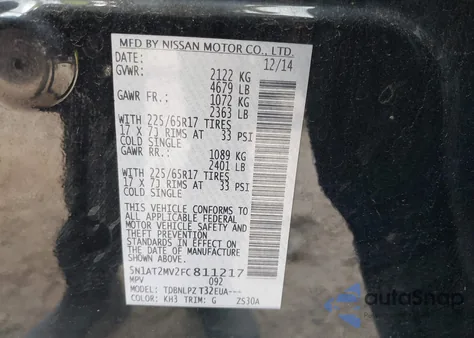 MFD BY NISSAN MOTOR CO., LTD.
DATE: 12/14
GVWR: 2122 KG
4679 LB
GAWR FR.: 1072 KG
2363 LB
WITH 225/65R17 TIRES
17 X 7J RIMS AT 33 PSI
COLD SINGLE
GAWR RR.: 1089 KG
2401 LB
WITH 225/65R17 TIRES
17 X 7J RIMS AT 33 PSI
COLD SINGLE
THIS VEHICLE CONFORMS TO
ALL APPLICABLE FEDERAL
MOTOR VEHICLE SAFETY
STANDARDS IN EFFECT ON
THE DATE OF MANUFACTURE
SHOWN ABOVE.
5N1AT2MV2FC811217
MPV 092
MODEL: TDBNLPZ T32EUA---
COLOR: KH3 TRIM: G ZS30A
autoSnap